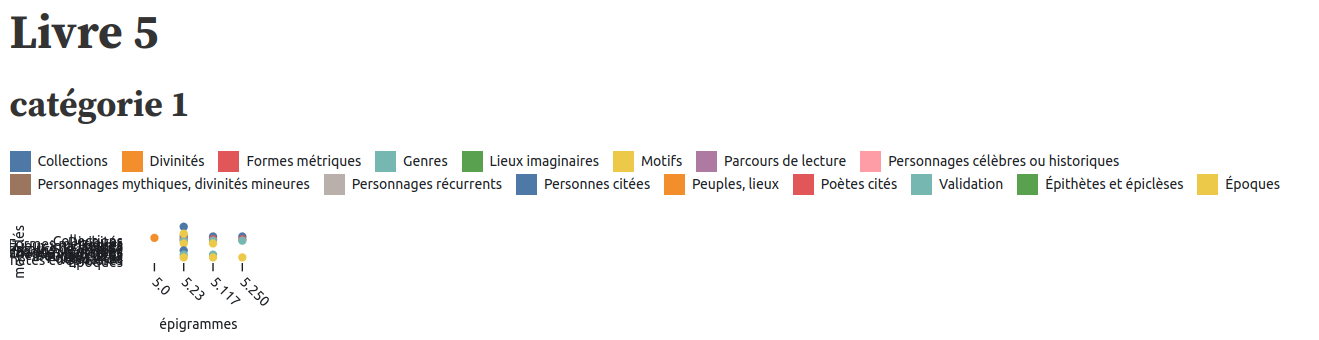 Livre 5
catégorie 1
Collections Divinités Formes métriques Genres Lieux imaginaires Motifs Parcours de lecture Personnages célèbres ou historiques
Personnages mythiques, divinités mineures Personnages récurrents Personnes citées Peuples, lieux Poètes cités Validation Épithètes et épiclèses Époques
Époques
5.0 5.23 5.117 5.250
épigrammes